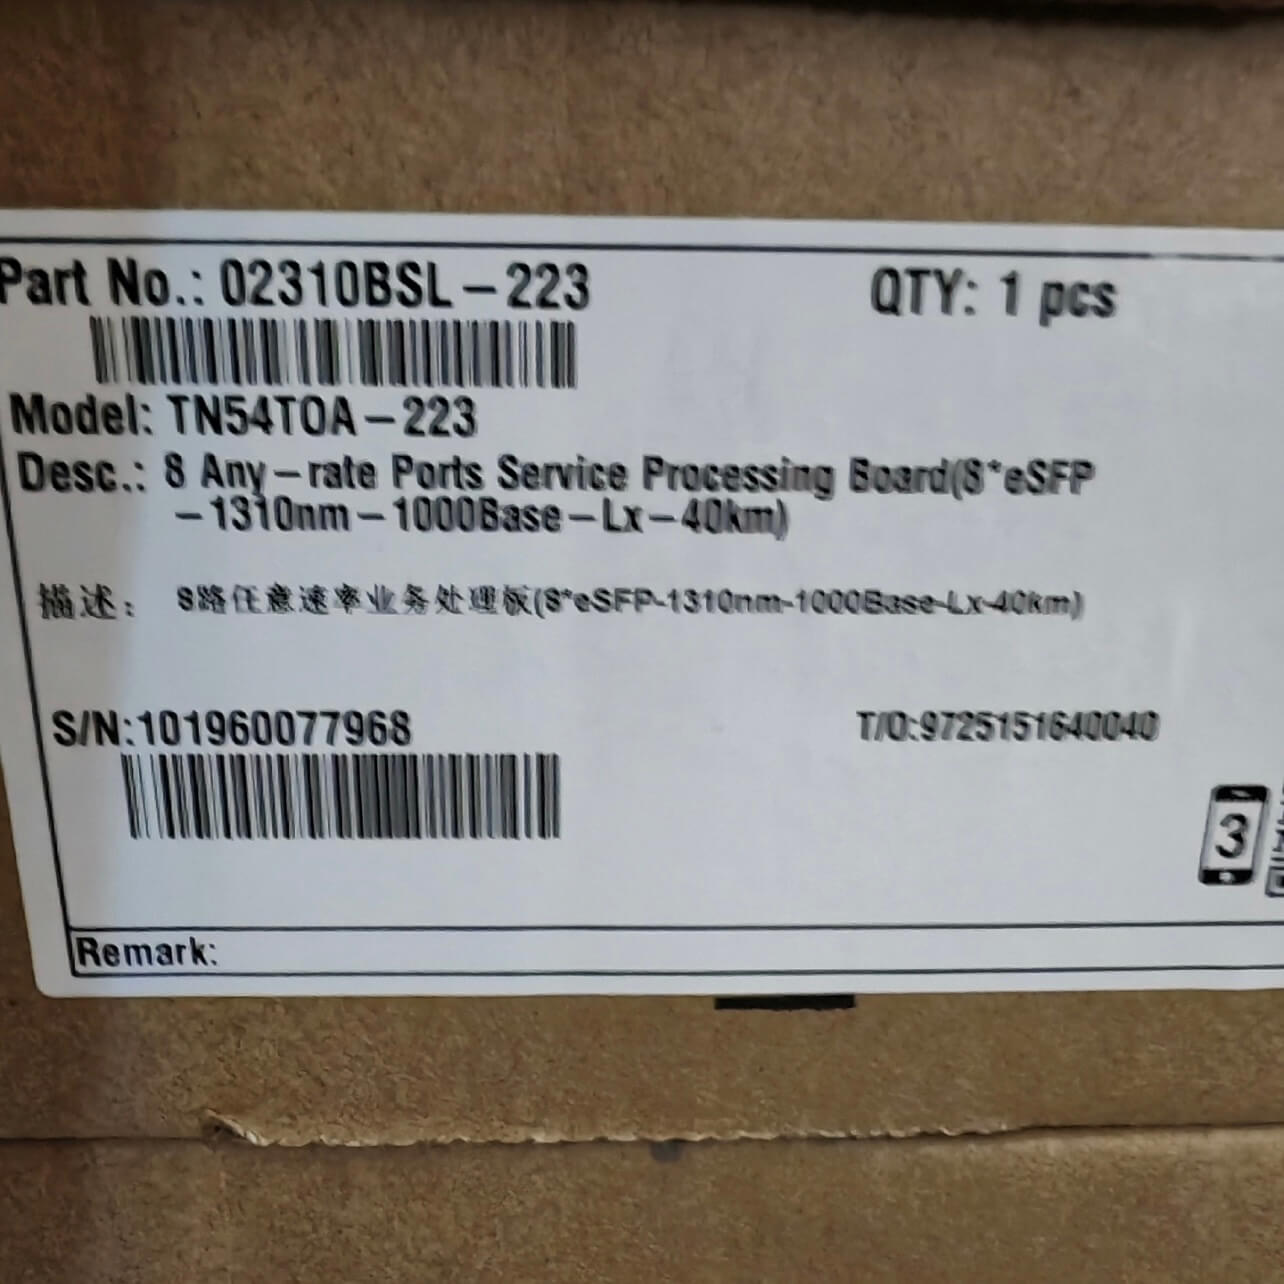 Part No.: 02310BSL-223
QTY: 1 pcs
Model: TN54TOA-223
Desc.: 8 Any-rate Ports Service Processing Board(8*eSFP
-1310nm-1000Base-Lx-40km)
描述: 8路任意速率业务处理板(8*eSFP-1310nm-1000Base-Lx-40km)
S/N:101960077968
T/O:9725151640040
3
Remark: